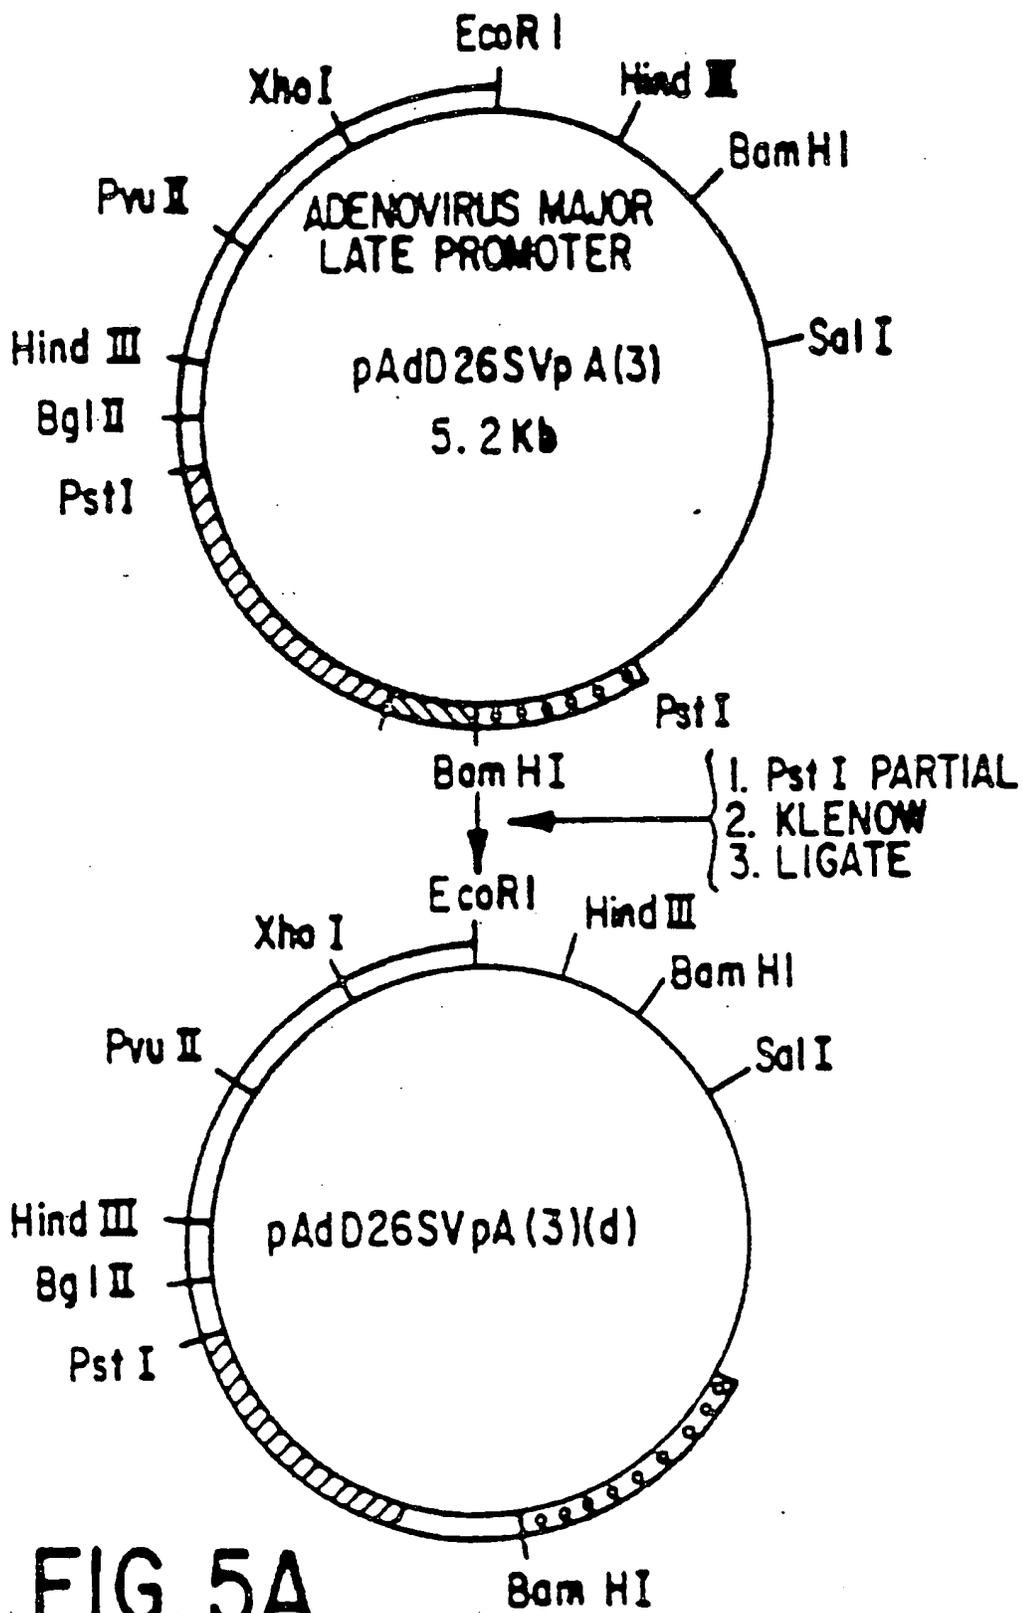 EcoR I
Xho I
Hind III
Bam HI
Pvu II
ADENOVIRUS MAJOR
LATE PROMOTER
Hind III
Sal I
pAdD26SVpA(3)
Bgl II
5.2Kb
Pst I
Pst I
Bam HI
1. Pst I PARTIAL
2. KLENOW
3. LIGATE
EcoRI
Hind III
Xho I
Bam HI
Pvu II
Sal I
Hind III
pAdD26SVpA(3)(d)
Bgl II
Pst I
Bam HI
FIG. 5A